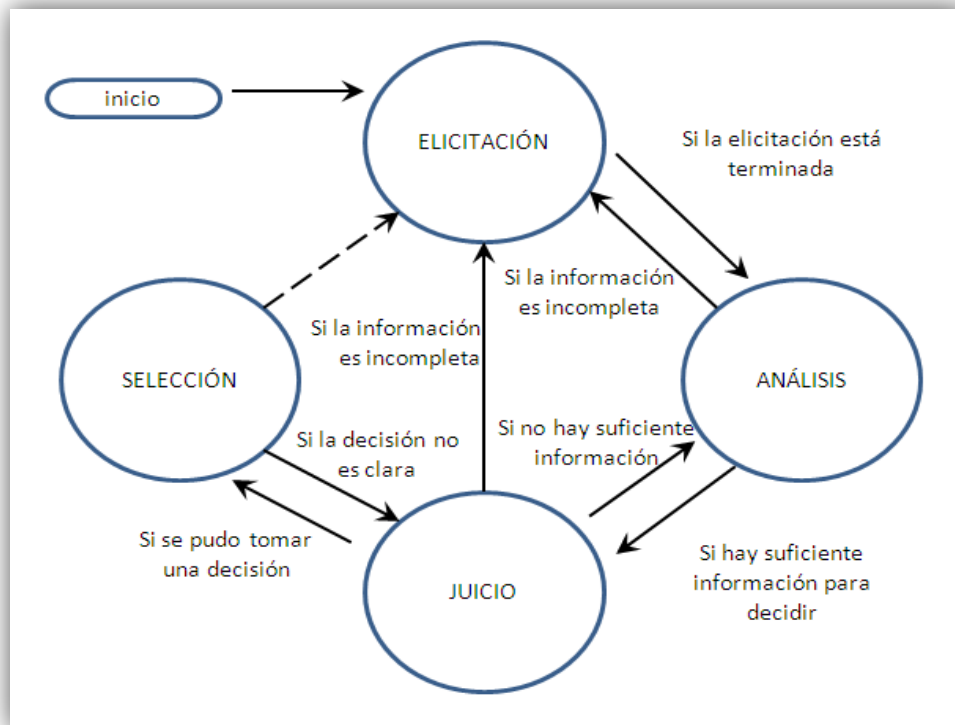 inicio
ELICITACIÓN
Si la elicitación está
terminada
Si la información
es incompleta
Si la información
es incompleta
SELECCIÓN
ANÁLISIS
Si la decisión no
es clara
Si no hay suficiente
información
Si se pudo tomar
una decisión
JUICIO
Si hay suficiente
información para
decidir